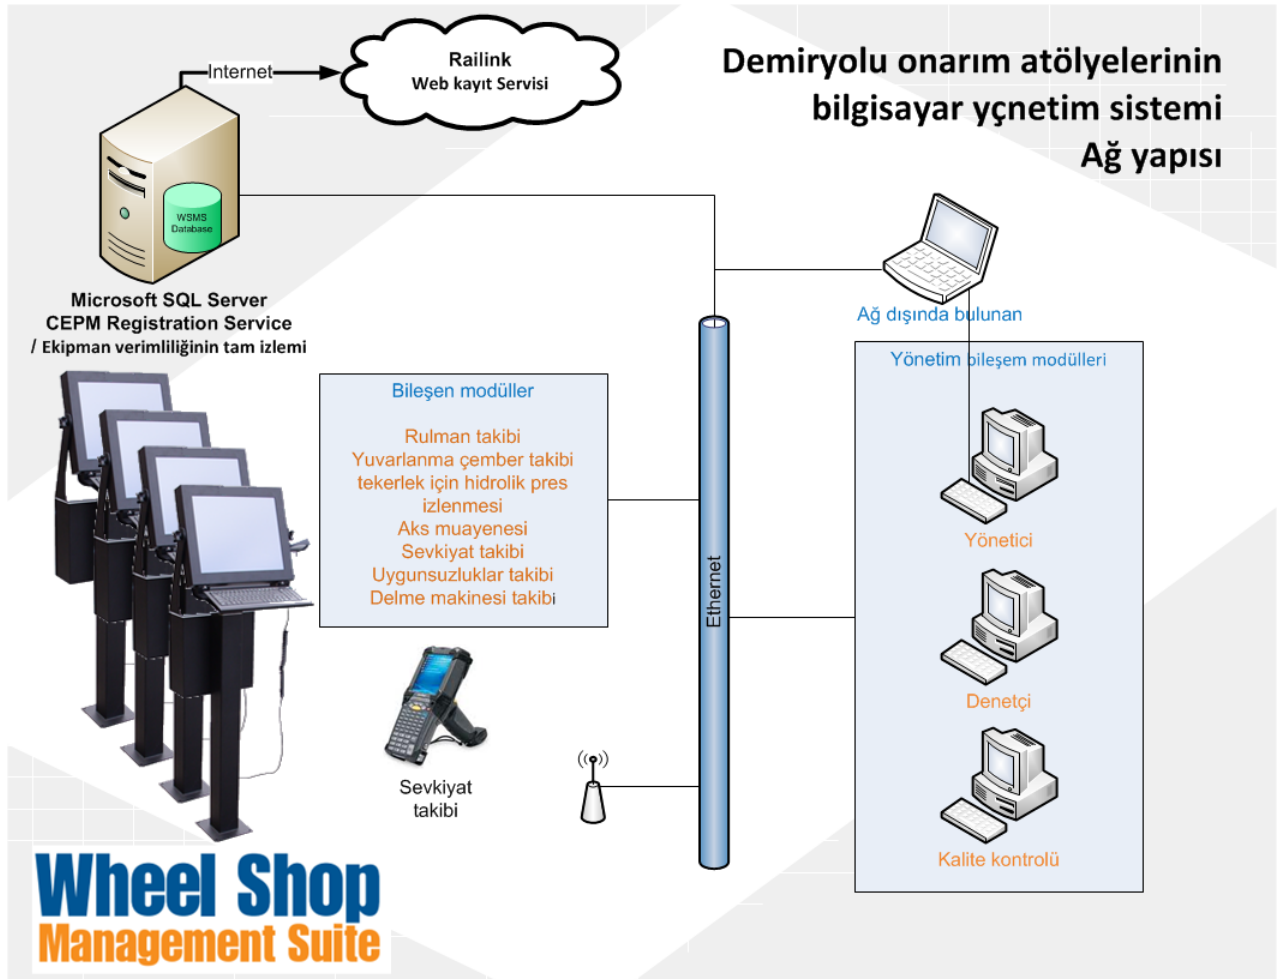 Demiryolu onarım atölyelerinin
bilgisayar yçnetim sistemi
Ağ yapısı
Internet
Railink
Web kayıt Servisi
WSMS
Database
Microsoft SQL Server
CEPM Registration Service
/ Ekipman verimliliğinin tam izlemi
Ağ dışında bulunan
Bileşen modüller
Rulman takibi
Yuvarlanma çember takibi
tekerlek için hidrolik pres
izlenmesi
Aks muayenesi
Sevkiyat takibi
Uygunsuzluklar takibi
Delme makinesi takibi
Ethernet
Yönetim bileşem modülleri
Yönetici
Denetçi
Kalite kontrolü
Sevkiyat
takibi
Wheel Shop
Management Suite